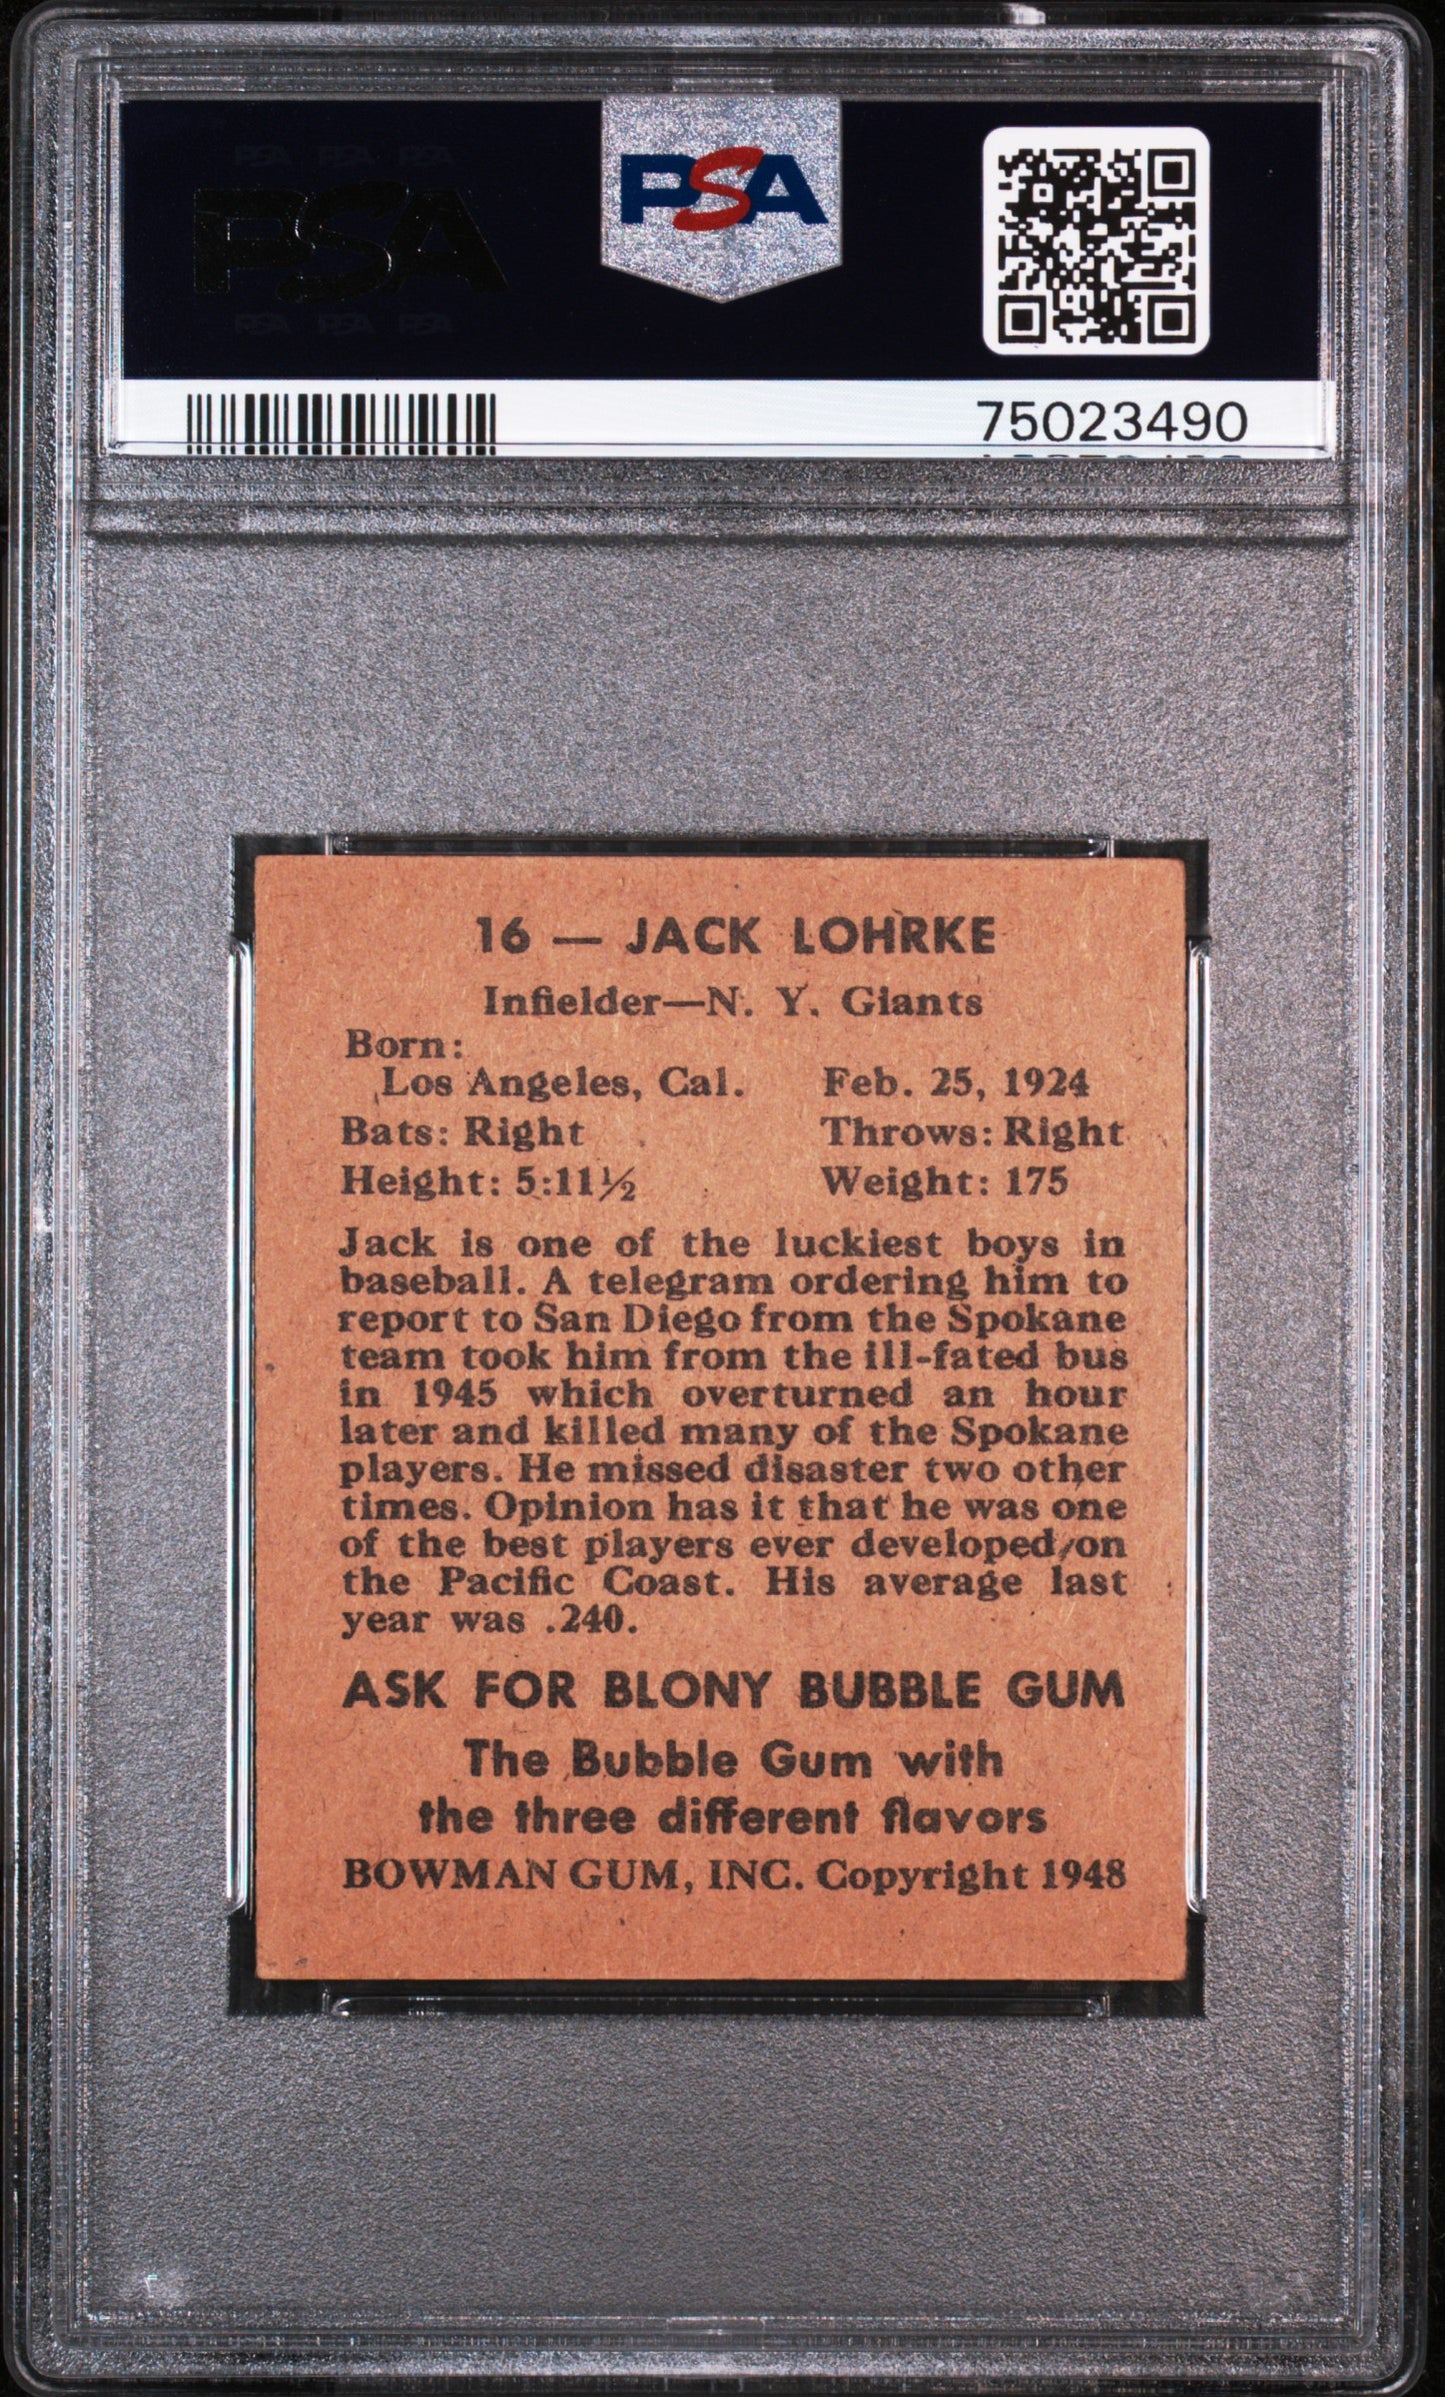 PSA PSA PSA
PSA
PSA PSA PSA
PSA
75023490
16 — JACK LOHRKE
Infielder—N. Y. Giants
Born:
Los Angeles, Cal. Feb. 25, 1924
Bats: Right Throws: Right
Height: 5:11½ Weight: 175
Jack is one of the luckiest boys in
baseball. A telegram ordering him to
report to San Diego from the Spokane
team took him from the ill-fated bus
in 1945 which overturned an hour
later and killed many of the Spokane
players. He missed disaster two other
times. Opinion has it that he was one
of the best players ever developed on
the Pacific Coast. His average last
year was .240.
ASK FOR BLONY BUBBLE GUM
The Bubble Gum with
the three different flavors
BOWMAN GUM, INC. Copyright 1948